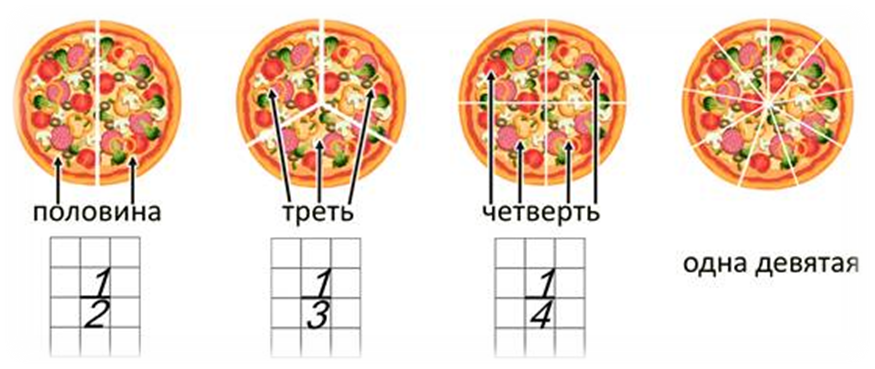 половина
треть
четверть
одна девятая
1
2
1
3
1
4